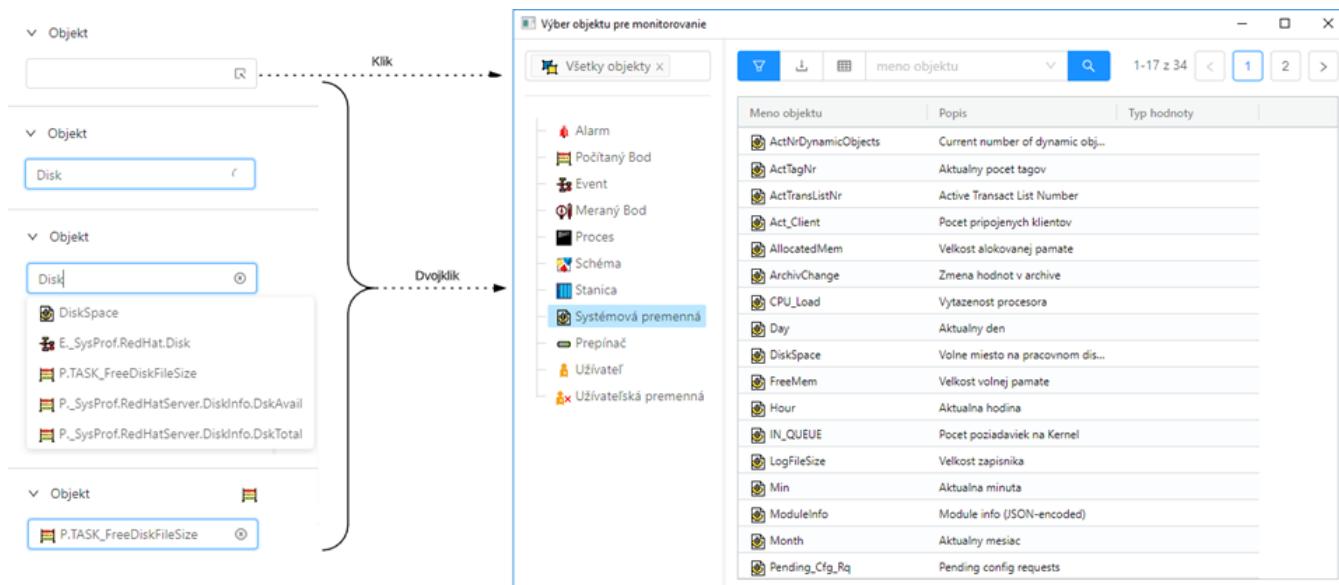 Objekt
Klik
Objekt
Disk
Objekt
Disk
DiskSpace
E._SysProf.RedHat.Disk
P.TASK_FreeDiskFileSize
P._SysProf.RedHatServer.DiskInfo.DskAvail
P._SysProf.RedHatServer.DiskInfo.DskTotal
Objekt
P.TASK_FreeDiskFileSize
Dvojklik
Výber objektu pre monitorovanie
Všetky objekty ×
Alarm
Počítaný Bod
Event
Meraný Bod
Proces
Schéma
Stanica
Systémová premenná
Prepínač
Užívateľ
Užívateľská premenná
meno objektu 1-17 z 34 < 1 2 >
Meno objektu Popis Typ hodnoty
ActNrDynamicObjects Current number of dynamic obj...
ActTagNr Aktualny pocet tagov
ActTransListNr Active Transact List Number
Act_Client Pocet pripojenych klientov
AllocatedMem Velkost alokovanej pamate
ArchivChange Zmena hodnot v archive
CPU_Load Vytazenost procesora
Day Aktualny den
DiskSpace Volne miesto na pracovnom dis...
FreeMem Velkost volnej pamate
Hour Aktualna hodina
IN_QUEUE Pocet poziadaviek na Kernel
LogFileSize Velkost zapisnika
Min Aktualna minuta
ModuleInfo Module info (JSON-encoded)
Month Aktualny mesiac
Pending_Cfg_Rq Pending config requests